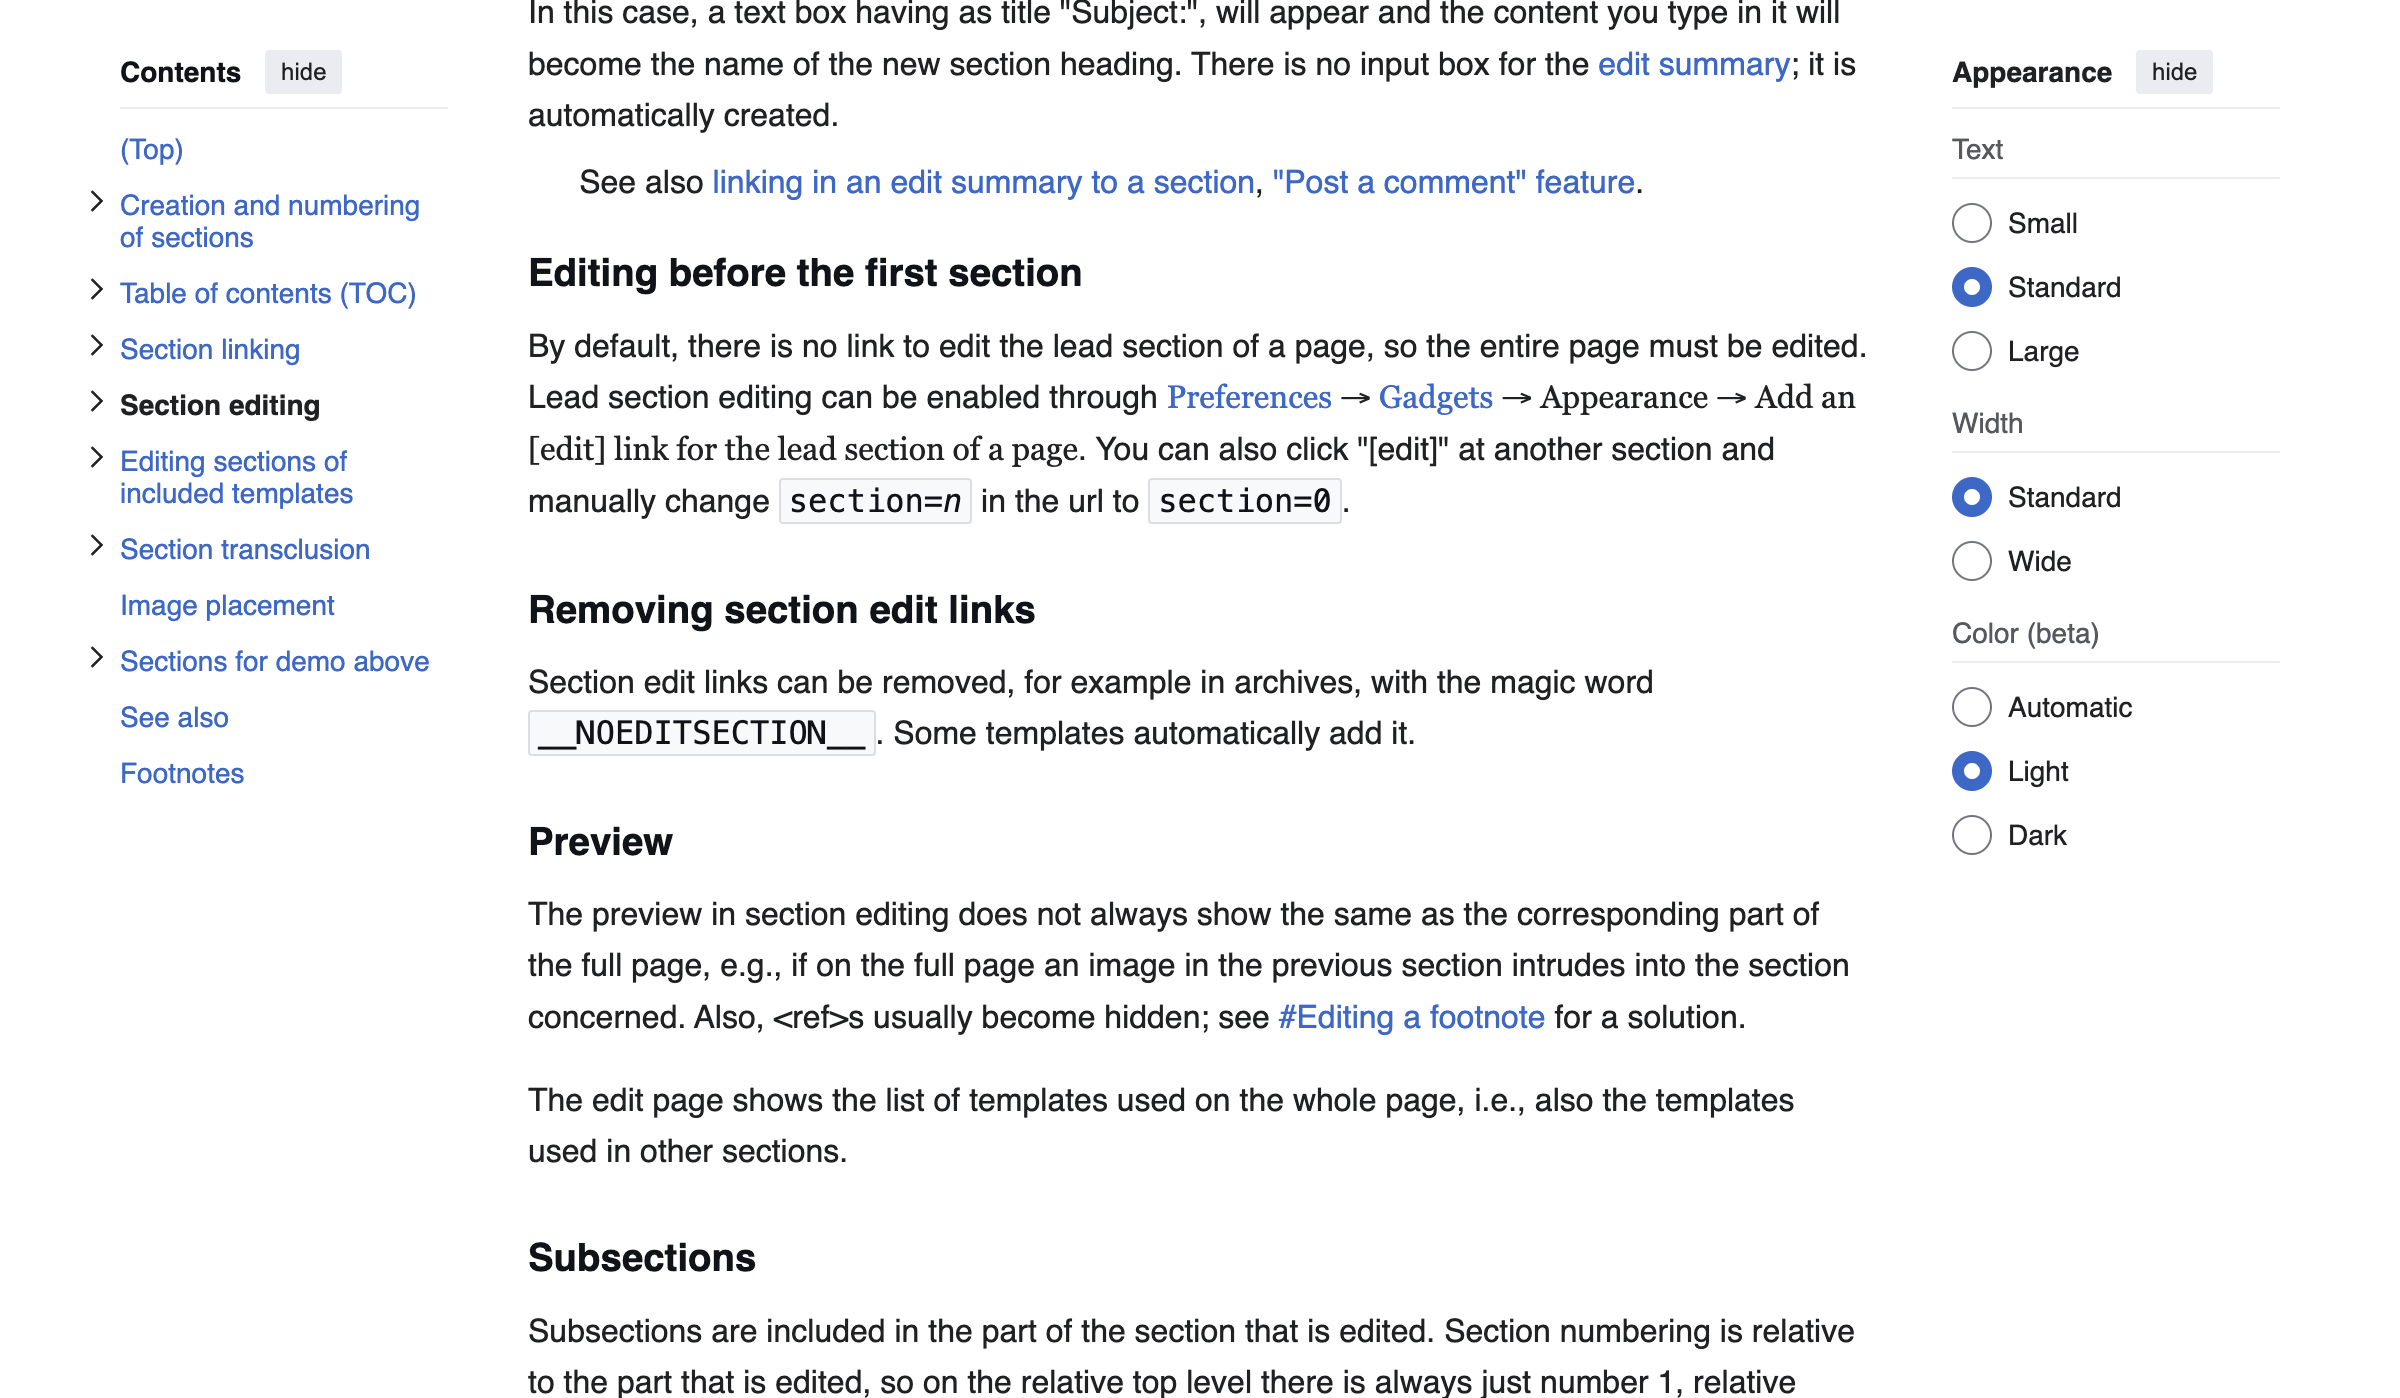 Contents hide
(Top)
Creation and numbering
of sections
Table of contents (TOC)
Section linking
Section editing
Editing sections of
included templates
Section transclusion
Image placement
Sections for demo above
See also
Footnotes
In this case, a text box having as title "Subject:", will appear and the content you type in it will
become the name of the new section heading. There is no input box for the edit summary; it is
automatically created.
See also linking in an edit summary to a section, "Post a comment" feature.
Editing before the first section
By default, there is no link to edit the lead section of a page, so the entire page must be edited.
Lead section editing can be enabled through Preferences → Gadgets → Appearance → Add an
[edit] link for the lead section of a page. You can also click "[edit]" at another section and
manually change section=n in the url to section=0.
Removing section edit links
Section edit links can be removed, for example in archives, with the magic word
__NOEDITSECTION__. Some templates automatically add it.
Preview
The preview in section editing does not always show the same as the corresponding part of
the full page, e.g., if on the full page an image in the previous section intrudes into the section
concerned. Also, <ref>s usually become hidden; see #Editing a footnote for a solution.
The edit page shows the list of templates used on the whole page, i.e., also the templates
used in other sections.
Subsections
Subsections are included in the part of the section that is edited. Section numbering is relative
to the part that is edited, so on the relative top level there is always just number 1, relative
Appearance hide
Text
Small
Standard
Large
Width
Standard
Wide
Color (beta)
Automatic
Light
Dark